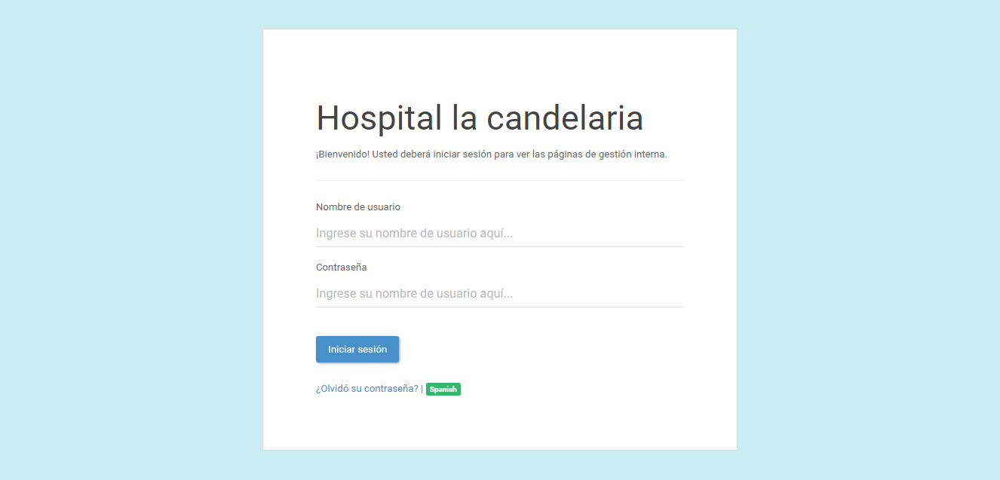 Hospital la candelaria
¡Bienvenido! Usted deberá iniciar sesión para ver las páginas de gestión interna.
Nombre de usuario
Ingrese su nombre de usuario aquí...
Contraseña
Ingrese su nombre de usuario aquí...
Iniciar sesión
¿Olvidó su contraseña? | Spanish